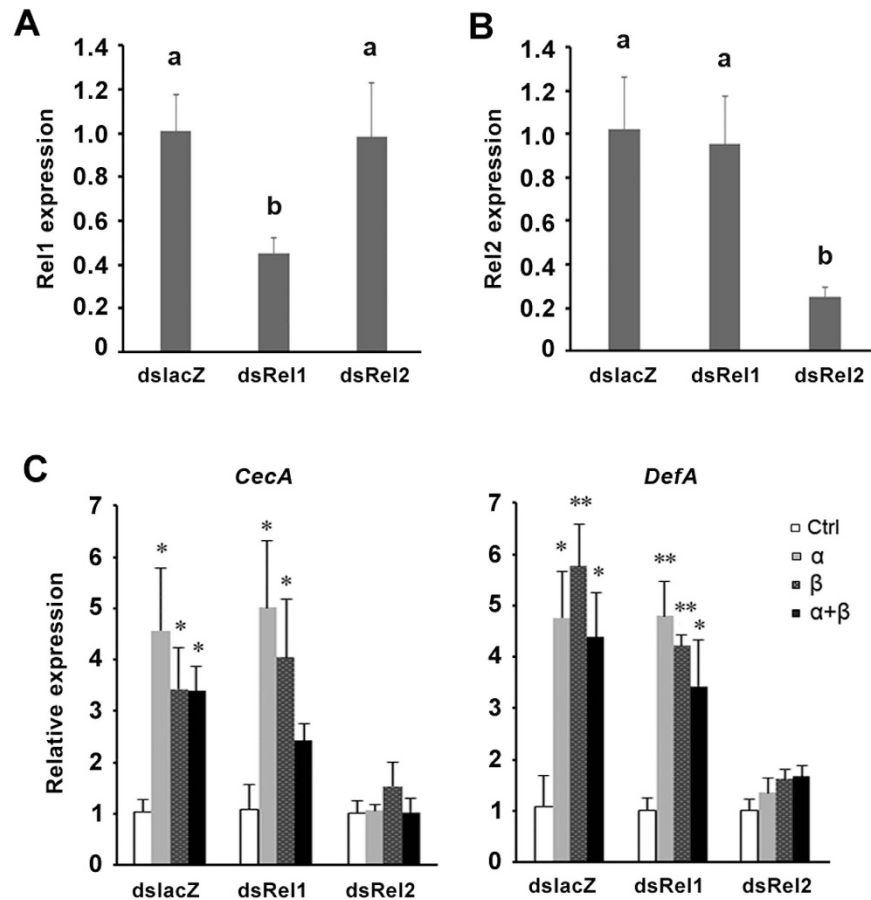 A
Rel1 expression
1.4
1.2
1.0
0.8
0.6
0.4
0.2
0
a
b
a
dslacZ dsRel1 dsRel2
B
Rel2 expression
1.4
1.2
1.0
0.8
0.6
0.4
0.2
0
a
a
b
dslacZ dsRel1 dsRel2
C
CecA
Relative expression
7
6
5
4
3
2
1
0
* * *
* *
dslacZ dsRel1 dsRel2
DefA
7
6
5
4
3
2
1
0
* ** *
** ** *
dslacZ dsRel1 dsRel2
Ctrl
α
β
α+β